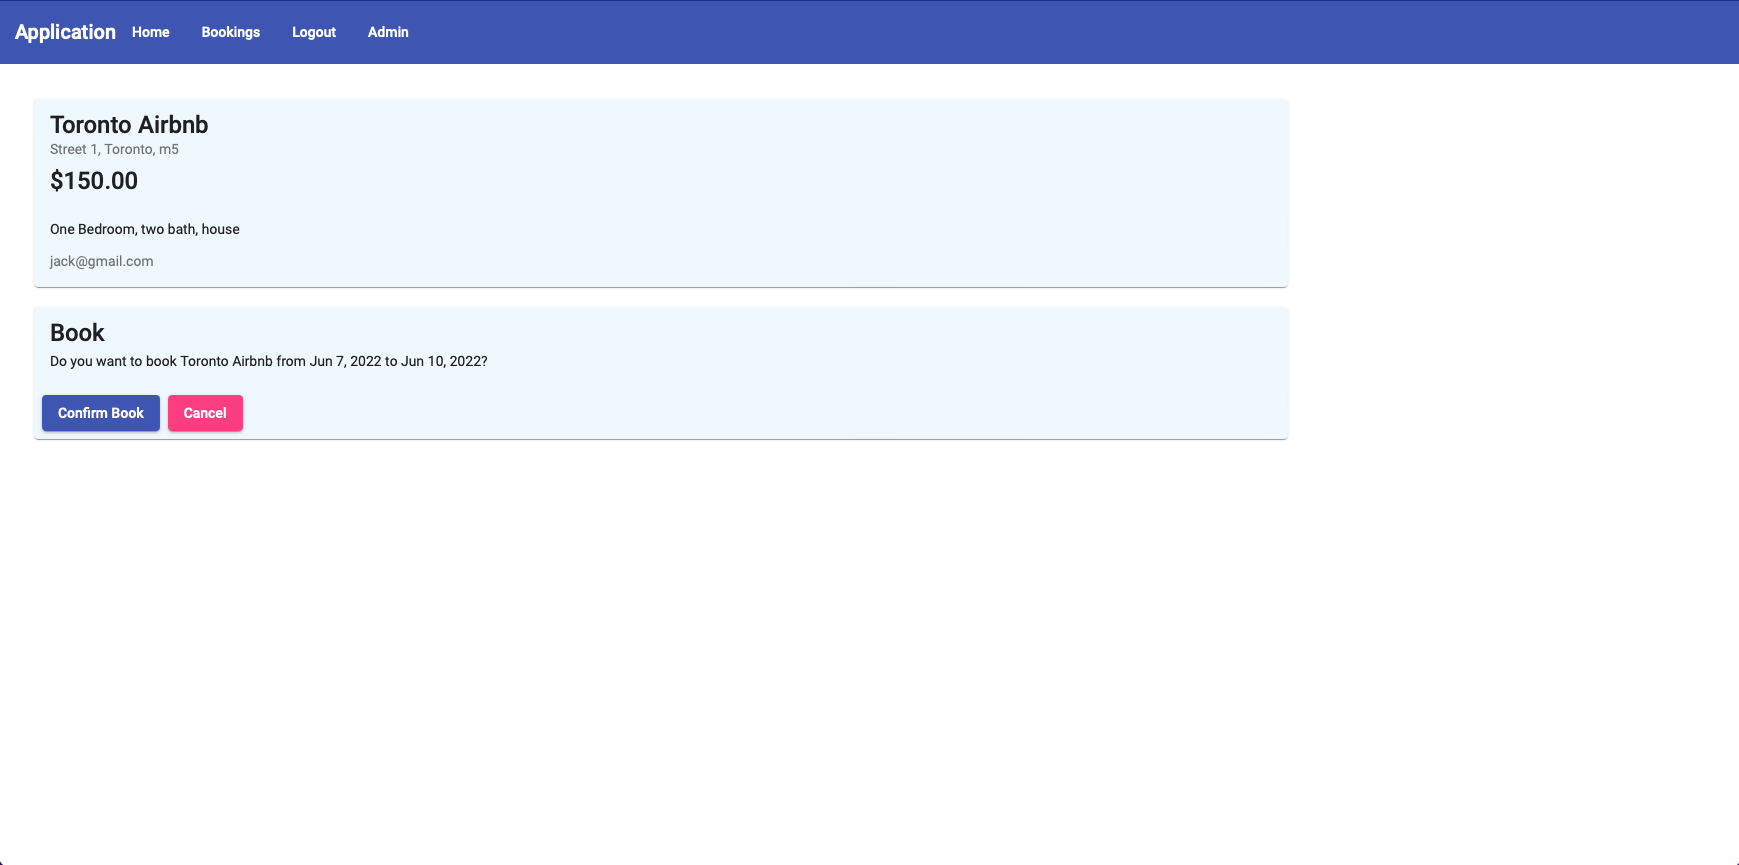 Application Home Bookings Logout Admin
Toronto Airbnb
Street 1, Toronto, m5
$150.00
One Bedroom, two bath, house
jack@gmail.com
Book
Do you want to book Toronto Airbnb from Jun 7, 2022 to Jun 10, 2022?
Confirm Book Cancel